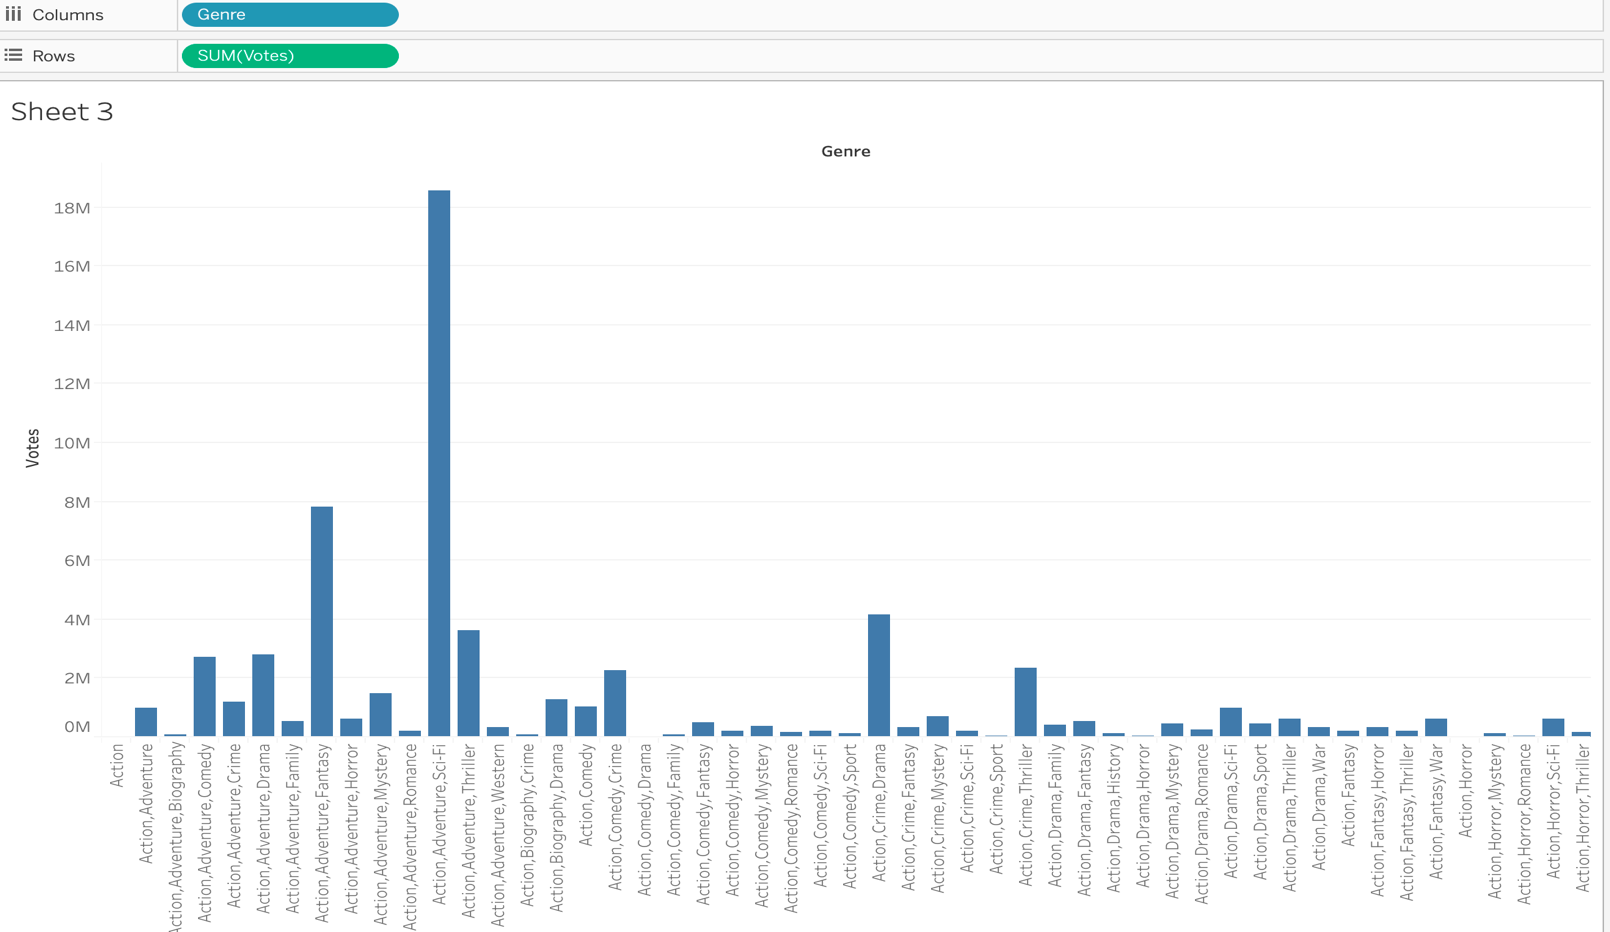 Columns
Genre
Rows
SUM(Votes)
Sheet 3
Genre
Votes
18M
16M
14M
12M
10M
8M
6M
4M
2M
0M
Action
Action,Adventure
Action,Adventure,Biography
Action,Adventure,Comedy
Action,Adventure,Crime
Action,Adventure,Drama
Action,Adventure,Family
Action,Adventure,Fantasy
Action,Adventure,Horror
Action,Adventure,Mystery
Action,Adventure,Romance
Action,Adventure,Sci-Fi
Action,Adventure,Thriller
Action,Adventure,Western
Action,Biography,Crime
Action,Biography,Drama
Action,Comedy
Action,Comedy,Crime
Action,Comedy,Drama
Action,Comedy,Family
Action,Comedy,Fantasy
Action,Comedy,Horror
Action,Comedy,Mystery
Action,Comedy,Romance
Action,Comedy,Sci-Fi
Action,Comedy,Sport
Action,Crime,Drama
Action,Crime,Fantasy
Action,Crime,Mystery
Action,Crime,Sci-Fi
Action,Crime,Sport
Action,Crime,Thriller
Action,Drama,Family
Action,Drama,Fantasy
Action,Drama,History
Action,Drama,Horror
Action,Drama,Mystery
Action,Drama,Romance
Action,Drama,Sci-Fi
Action,Drama,Sport
Action,Drama,Thriller
Action,Drama,War
Action,Fantasy
Action,Fantasy,Horror
Action,Fantasy,Thriller
Action,Fantasy,War
Action,Horror
Action,Horror,Mystery
Action,Horror,Romance
Action,Horror,Sci-Fi
Action,Horror,Thriller